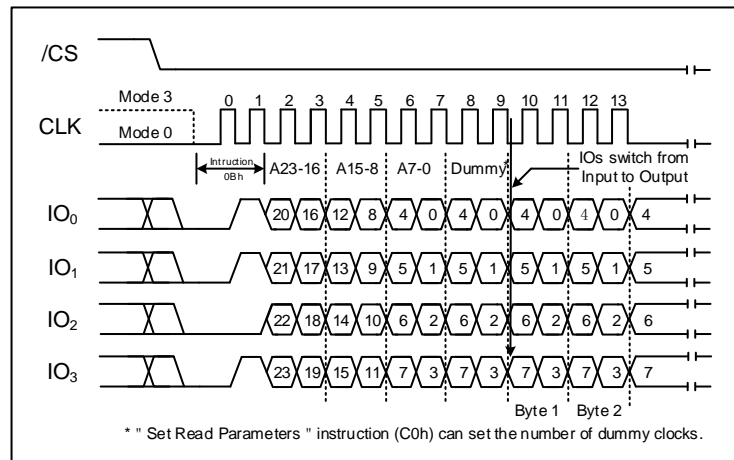 /CS
Mode 3
0 1 2 3 4 5 6 7 8 9 10 11 12 13
CLK
Mode 0
Intruction
0Bh
A23-16 A15-8 A7-0 Dummy*
IOs switch from
Input to Output
IO0 20 16 12 8 4 0 4 0 4 0 4 0 4
IO1 21 17 13 9 5 1 5 1 5 1 5 1 5
IO2 22 18 14 10 6 2 6 2 6 2 6 2 6
IO3 23 19 15 11 7 3 7 3 7 3 7 3 7
Byte 1 Byte 2
* " Set Read Parameters " instruction (C0h) can set the number of dummy clocks.